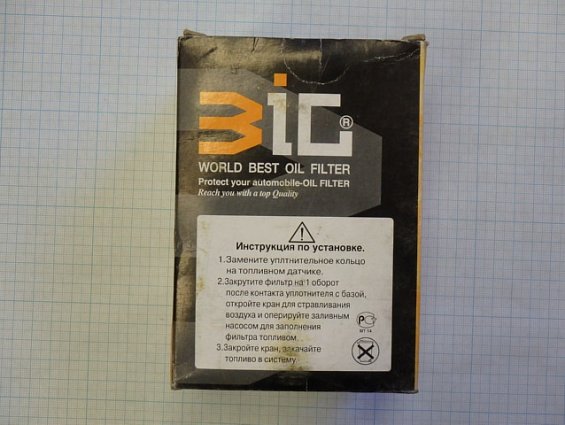 BIG®
WORLD BEST OIL FILTER
Protect your automobile-OIL FILTER
Reach you with a top Quality
Инструкция по установке.
1.Замените уплтнительное кольцо
на топливном датчике.
2.Закрутите фильтр на 1 оборот
после контакта уплотнителя с базой,
откройте кран для стравливания
воздуха и оперируйте заливным
насосом для заполнения
фильтра топливом.
3.Закройте кран, закачайте
топливо в систему.